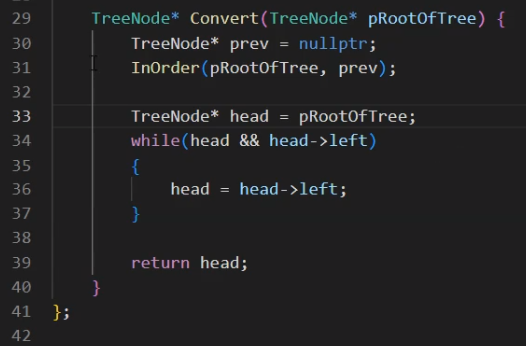 29 TreeNode* Convert(TreeNode* pRootOfTree) {
30 TreeNode* prev = nullptr;
31 InOrder(pRootOfTree, prev);
32
33 TreeNode* head = pRootOfTree;
34 while(head && head->left)
35 {
36 head = head->left;
37 }
38
39 return head;
40 }
41 };
42